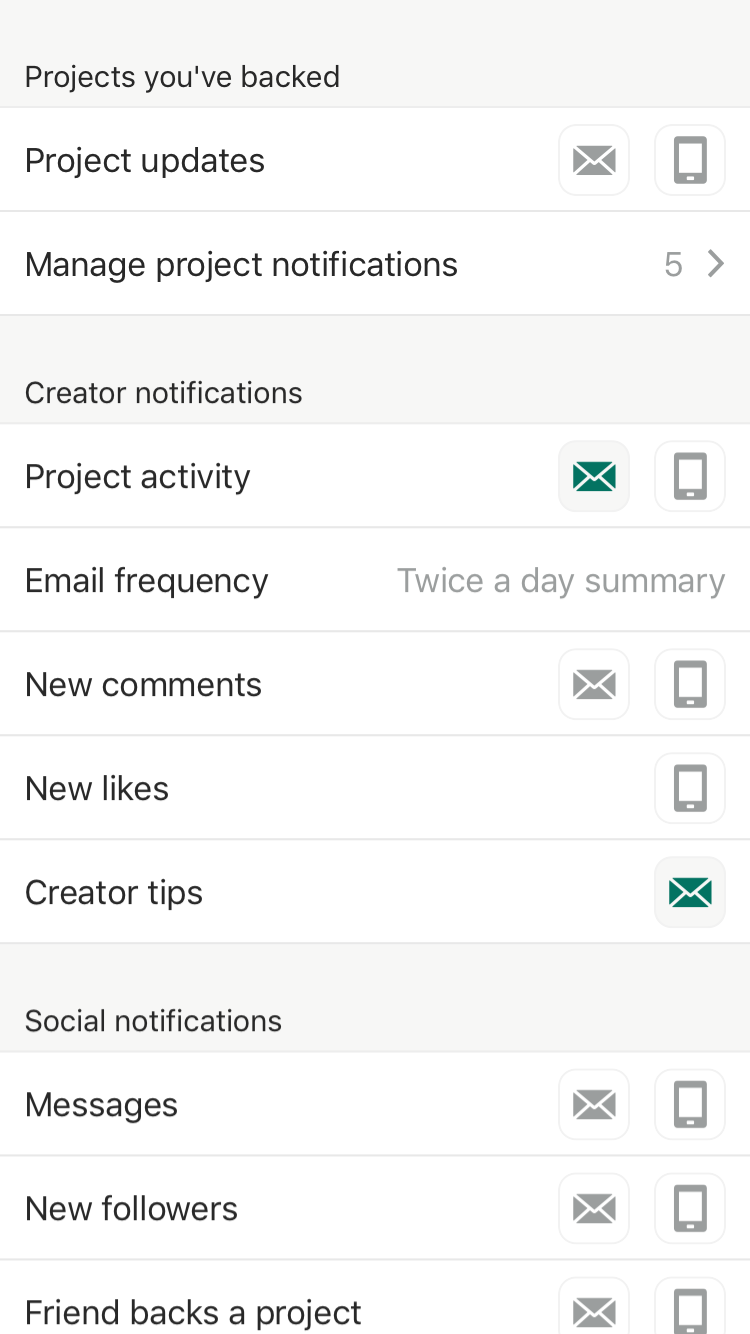 Projects you've backed
Project updates
Manage project notifications 5
Creator notifications
Project activity
Email frequency Twice a day summary
New comments
New likes
Creator tips
Social notifications
Messages
New followers
Friend backs a project